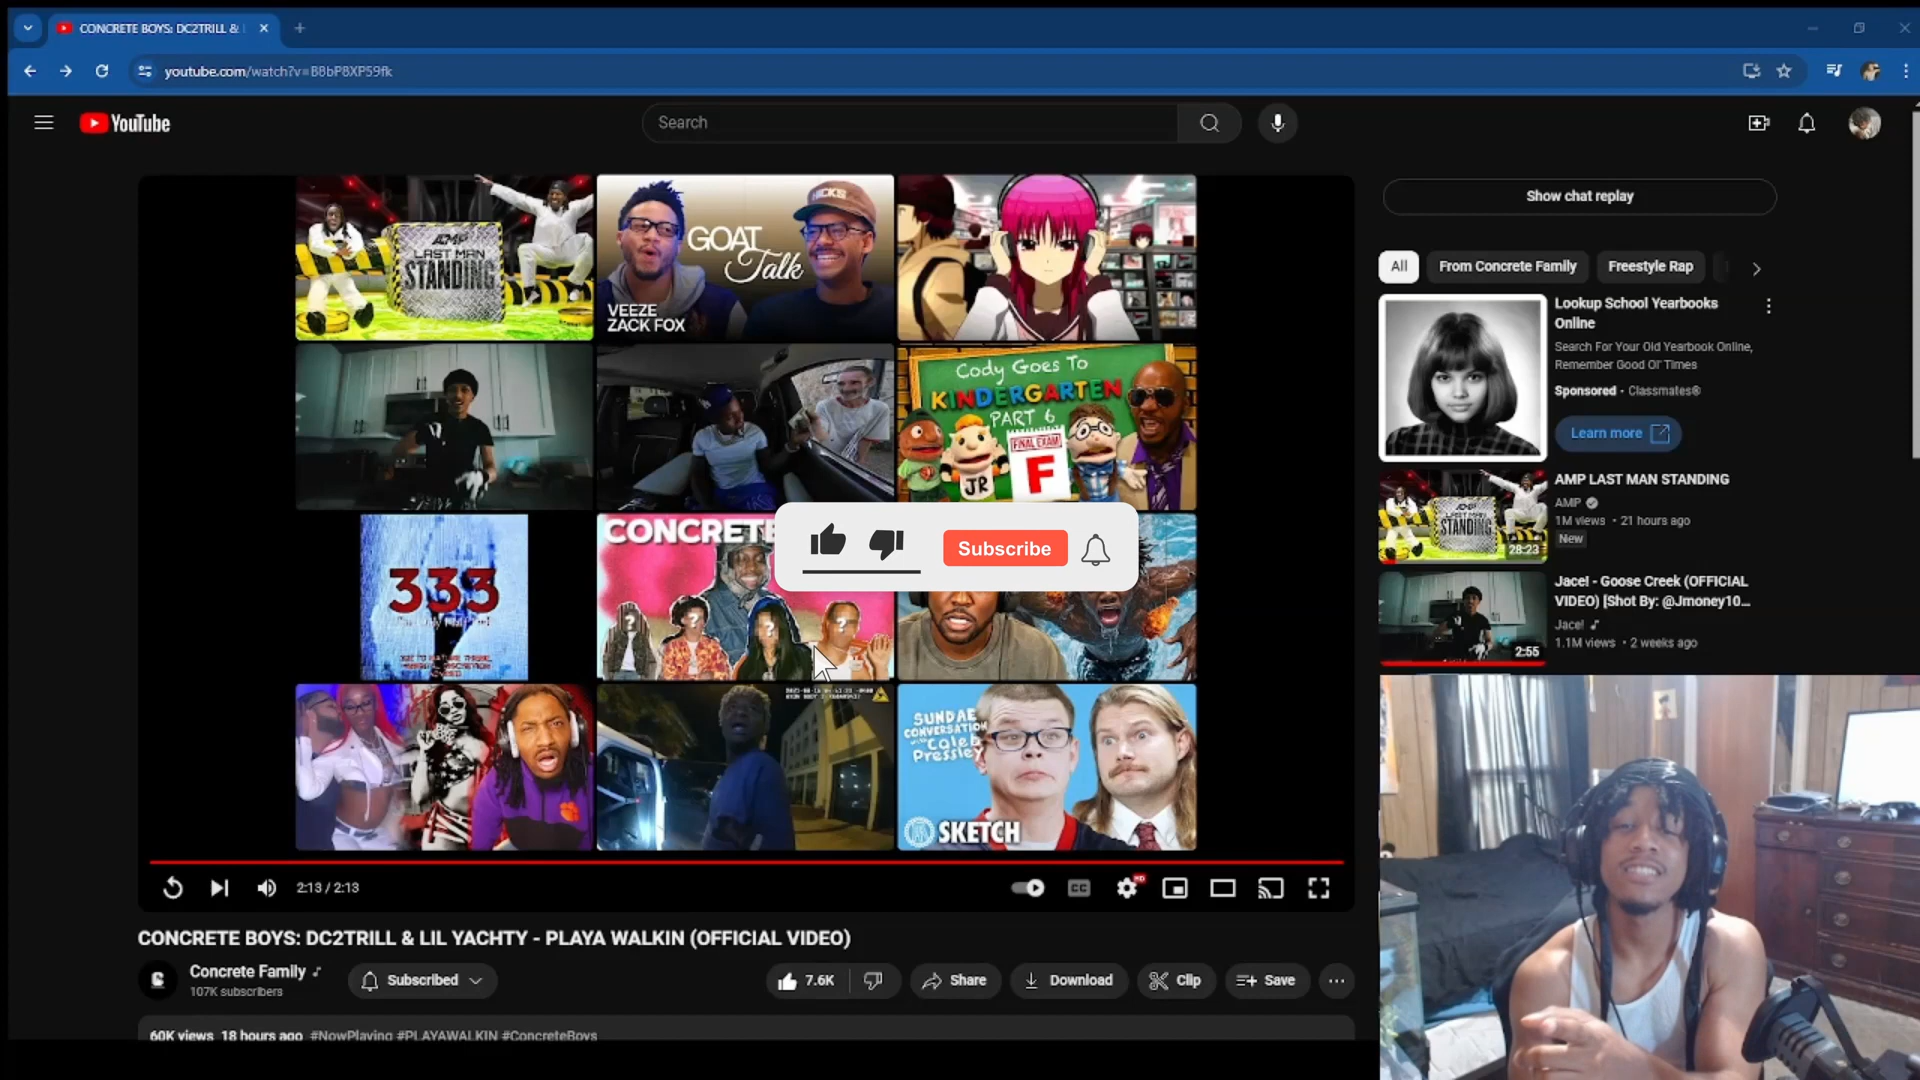 CONCRETE BOYS: DC2TRILL &
youtube.com/watch?v=B8bP8XP59fk
YouTube
Search
Show chat replay
All
From Concrete Family
Freestyle Rap
AMP
LAST MAN
STANDING
HICKS
GOAT
Talk
VEEZE
ZACK FOX
Lookup School Yearbooks
Online
Search For Your Old Yearbook Online,
Remember Good Ol' Times
Sponsored · Classmates®
Learn more
Cody Goes To
KINDERGARTEN
PART 6
FINAL EXAM
F
JR
AMP LAST MAN STANDING
AMP
1M views · 21 hours ago
New
STANDING
28:23
333
CONCRETE
? ? ? ?
Subscribe
Jace! - Goose Creek (OFFICIAL
VIDEO) [Shot By: @Jmoney10...
Jace!
1.1M views · 2 weeks ago
2:55
SUNDAE
CONVERSATION
with Caleb
Pressley
SKETCH
2:13 / 2:13
CC
HD
CONCRETE BOYS: DC2TRILL & LIL YACHTY - PLAYA WALKIN (OFFICIAL VIDEO)
Concrete Family
107K subscribers
Subscribed
7.6K
Share
Download
Clip
Save
60K views 18 hours ago #NowPlaying #PLAYAWALKIN #ConcreteBoys